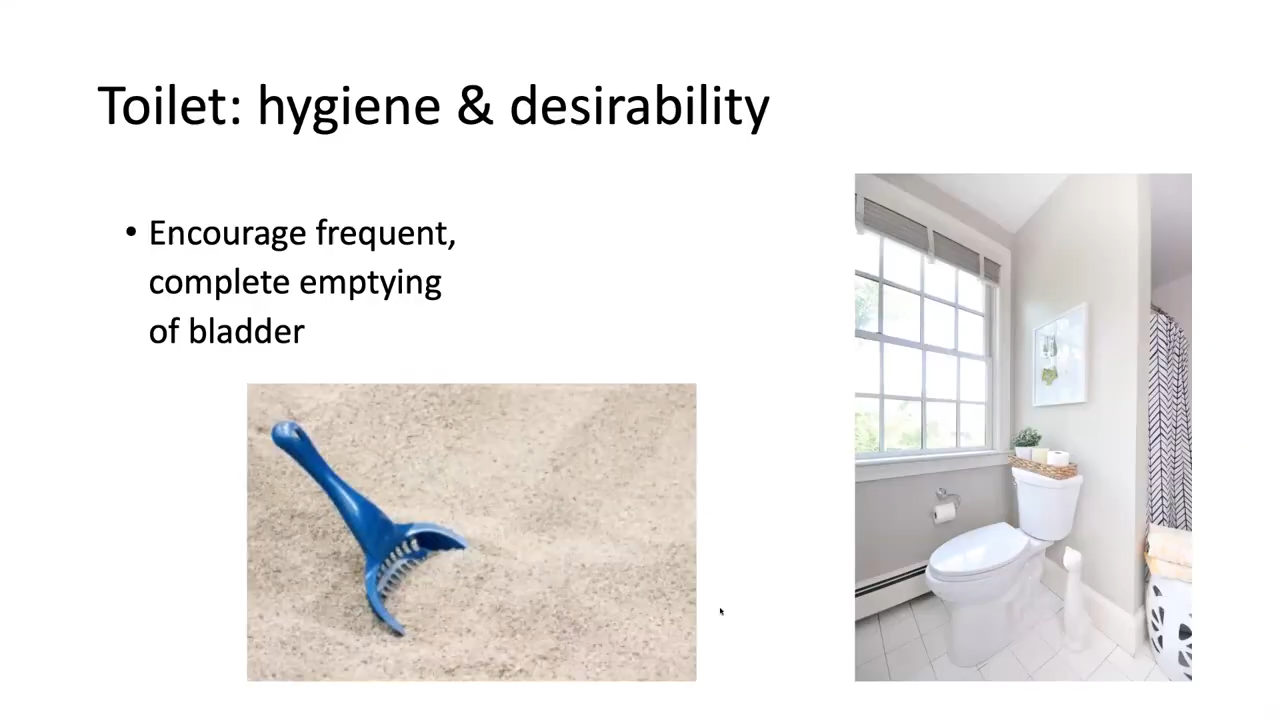 Toilet: hygiene & desirability
• Encourage frequent,
complete emptying
of bladder